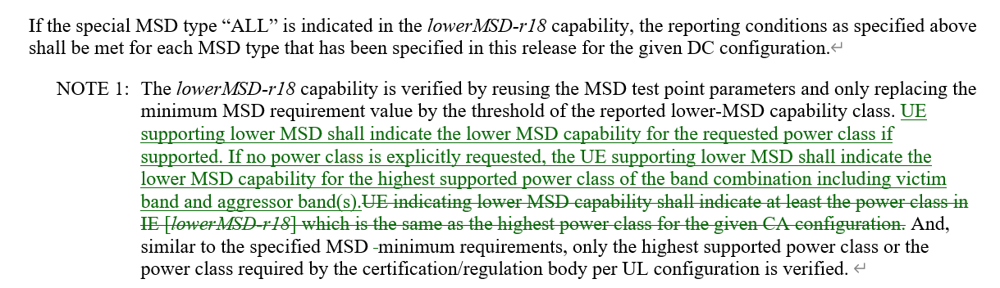 If the special MSD type “ALL” is indicated in the lowerMSD-r18 capability, the reporting conditions as specified above
shall be met for each MSD type that has been specified in this release for the given DC configuration.↵
NOTE 1: The lowerMSD-r18 capability is verified by reusing the MSD test point parameters and only replacing the
minimum MSD requirement value by the threshold of the reported lower-MSD capability class. UE
supporting lower MSD shall indicate the lower MSD capability for the requested power class if
supported. If no power class is explicitly requested, the UE supporting lower MSD shall indicate the
lower MSD capability for the highest supported power class of the band combination including victim
band and aggressor band(s).UE indicating lower MSD capability shall indicate at least the power class in
IE [lowerMSD-r18] which is the same as the highest power class for the given CA configuration. And,
similar to the specified MSD -minimum requirements, only the highest supported power class or the
power class required by the certification/regulation body per UL configuration is verified. ↵